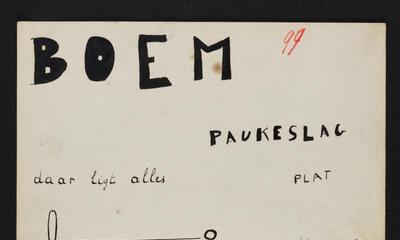 BOEM 99
PAUKESLAG
daar ligt alles PLAT